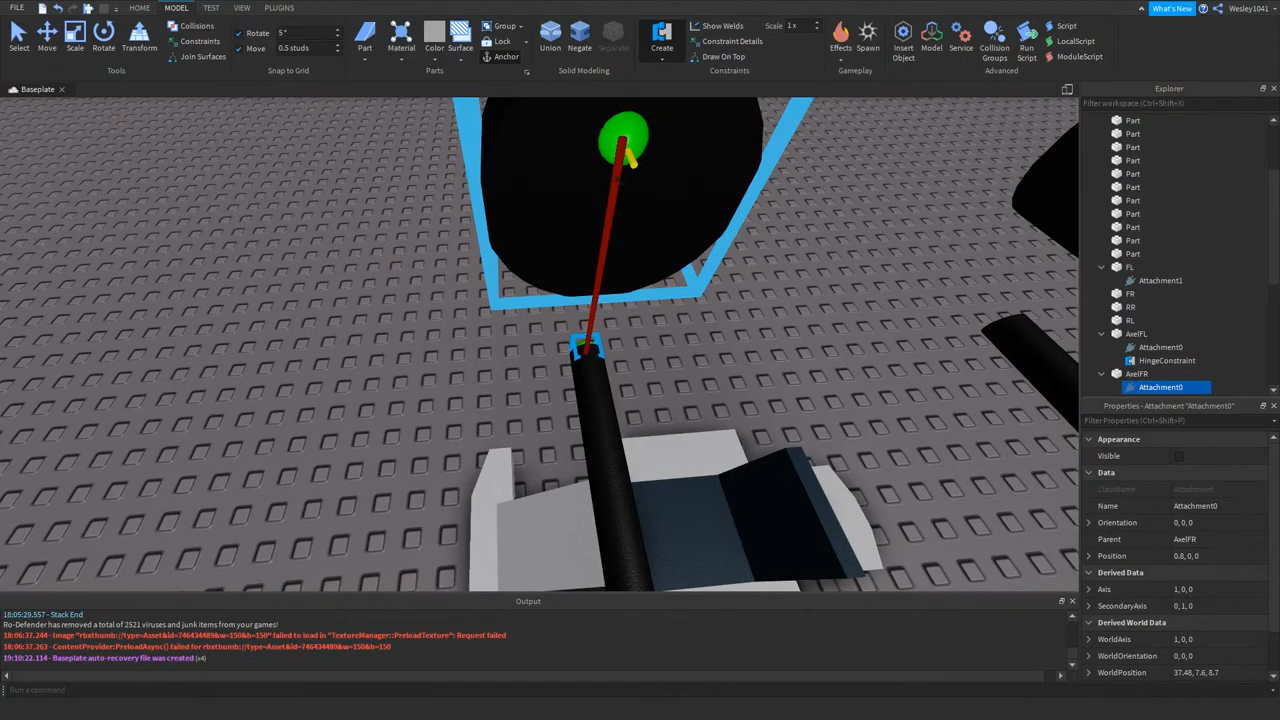 FILE MODEL HOME TEST VIEW PLUGINS What's New Wesley1041
Select Move Scale Rotate Transform
Collisions
Constraints
Join Surfaces
Tools
Rotate 5°
Move 0.5 studs
Snap to Grid
Part Material Color Surface
Group
Lock
Anchor
Parts
Union Negate Separate
Solid Modeling
Create
Show Welds Scale 1x
Constraint Details
Draw On Top
Constraints
Effects Spawn
Gameplay
Insert Object Model Service Collision Groups Run Script
Script
LocalScript
ModuleScript
Advanced
Baseplate
Explorer
Filter workspace (Ctrl+Shift+X)
Part
Part
Part
Part
Part
Part
Part
Part
Part
Part
Part
FL
Attachment1
FR
RR
RL
AxelFL
Attachment0
HingeConstraint
AxelFR
Attachment0
Properties - Attachment "Attachment0"
Filter Properties (Ctrl+Shift+P)
Appearance
Visible
Data
ClassName Attachment
Name Attachment0
Orientation 0, 0, 0
Parent AxelFR
Position 0.8, 0, 0
Derived Data
Axis 1, 0, 0
SecondaryAxis 0, 1, 0
Derived World Data
WorldAxis 1, 0, 0
WorldOrientation 0, 0, 0
WorldPosition 37.48, 7.6, 8.7
Output
18:05:29.557 - Stack End
Ro-Defender has removed a total of 2521 viruses and junk items from your games!
18:06:37.244 - Image "rbxthumb://type=Asset&id=746434489&w=150&h=150" failed to load in "TextureManager::PreloadTexture": Request failed
18:06:37.263 - ContentProvider:PreloadAsync() failed for rbxthumb://type=Asset&id=746434489&w=150&h=150
19:10:22.114 - Baseplate auto-recovery file was created (x4)
Run a command